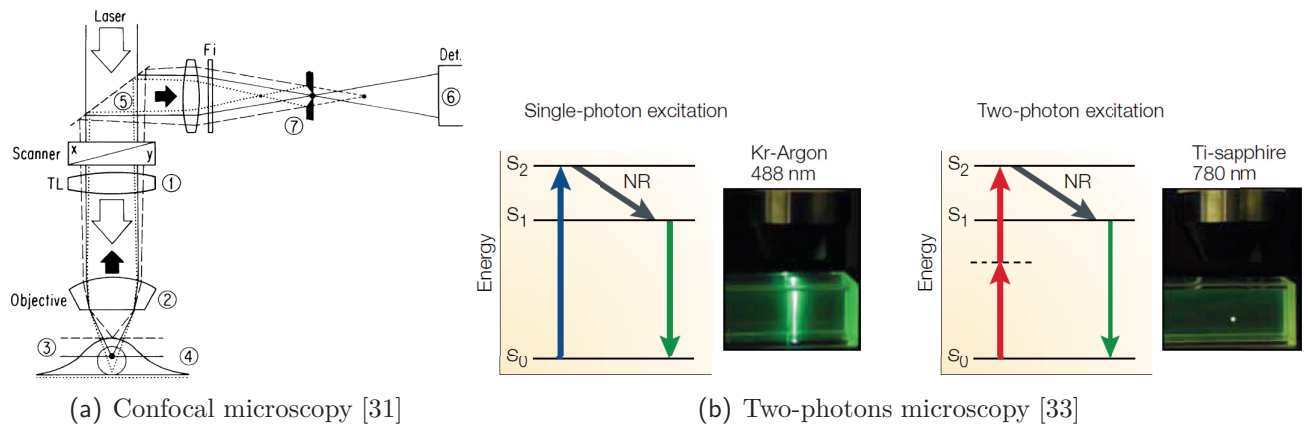 Laser
Fi
Det.
⑤
⑥
⑦
Scanner
x
y
TL
①
Objective
②
③
④
(a) Confocal microscopy [31]
Single-photon excitation
Energy
S2
NR
S1
S0
Kr-Argon
488 nm
Two-photon excitation
Energy
S2
NR
S1
S0
Ti-sapphire
780 nm
(b) Two-photons microscopy [33]